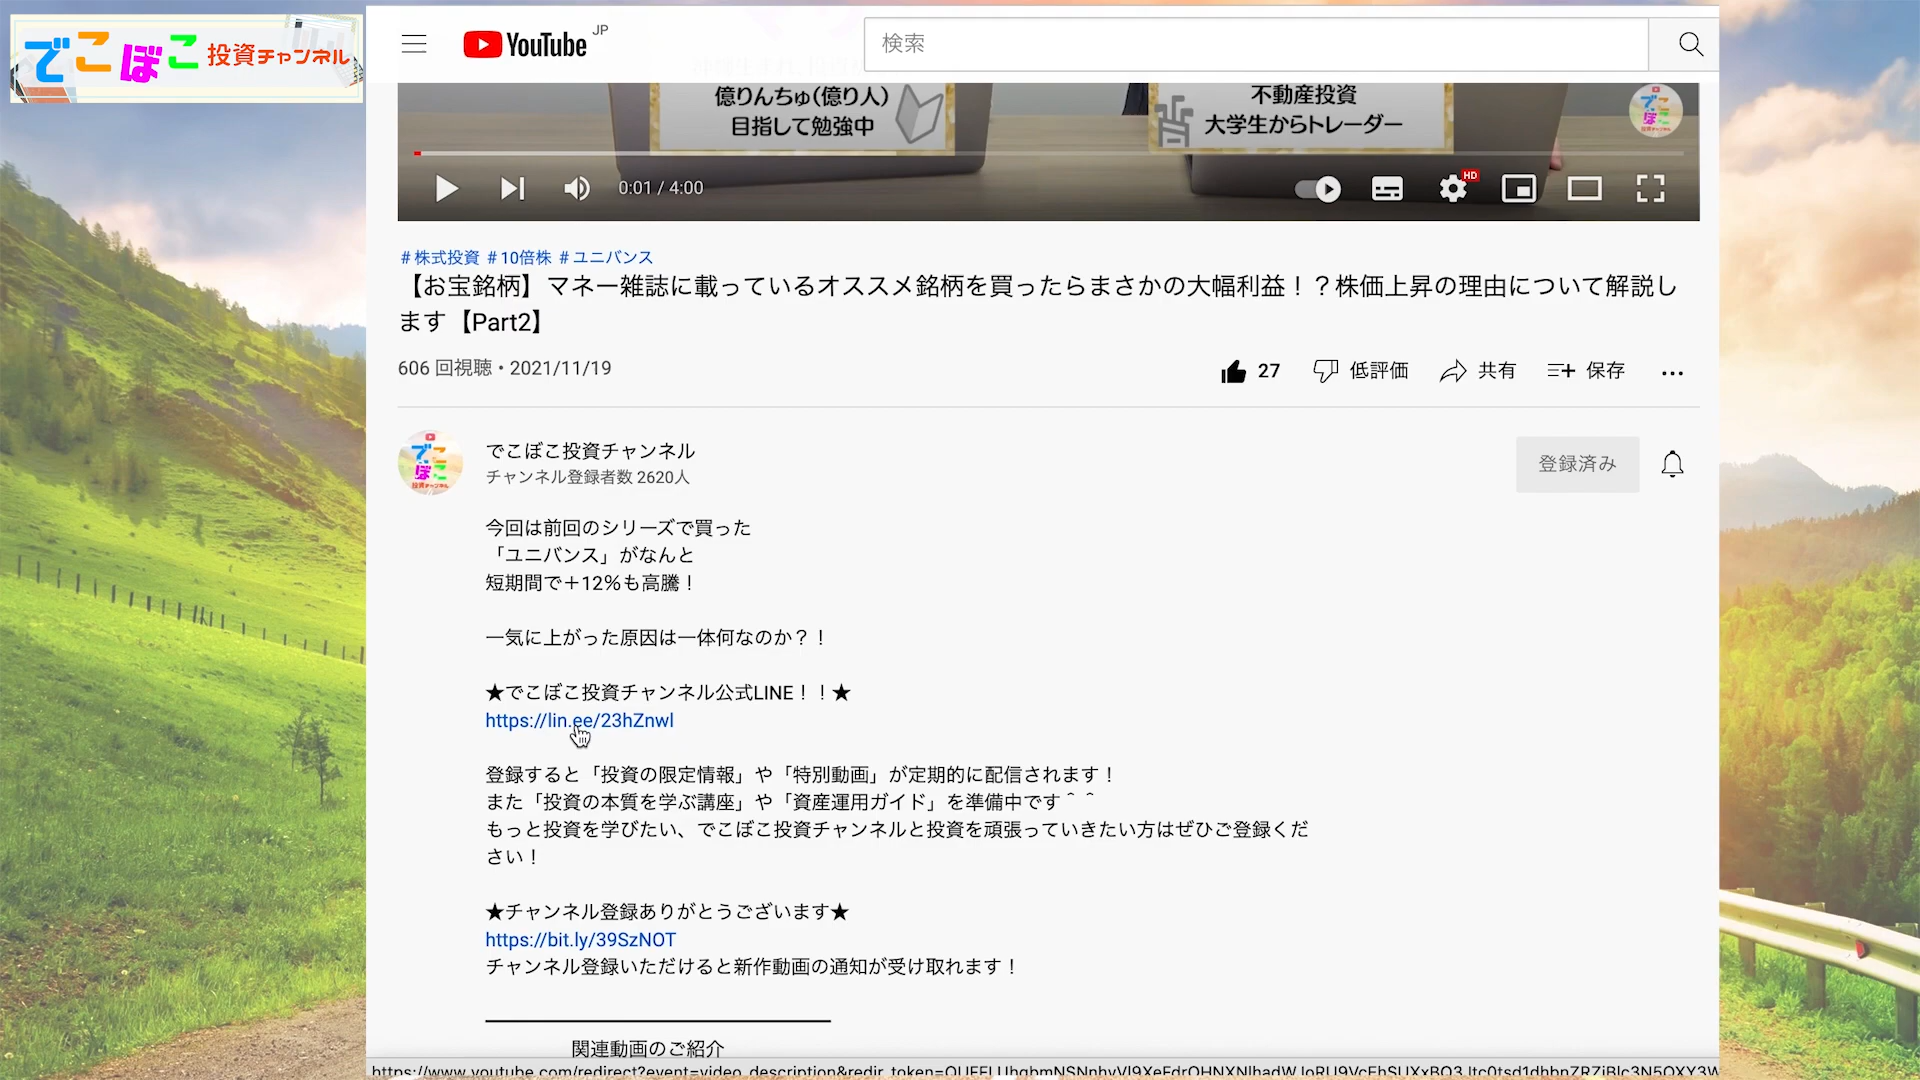 でこぼこ投資チャンネル
YouTube JP
検索
億りんちゅ(億り人)
目指して勉強中
不動産投資
大学生からトレーダー
でこぼこ
0:01 / 4:00
HD
#株式投資 #10倍株 #ユニバンス
【お宝銘柄】マネー雑誌に載っているオススメ銘柄を買ったらまさかの大幅利益！？株価上昇の理由について解説し
ます【Part2】
606 回視聴・2021/11/19
27
低評価
共有
保存
でこぼこ投資チャンネル
でこぼこ投資チャンネル
チャンネル登録者数 2620人
登録済み
今回は前回のシリーズで買った
「ユニバンス」がなんと
短期間で＋12%も高騰！
一気に上がった原因は一体何なのか？！
★でこぼこ投資チャンネル公式LINE！！★
https://lin.ee/23hZnwl
登録すると「投資の限定情報」や「特別動画」が定期的に配信されます！
また「投資の本質を学ぶ講座」や「資産運用ガイド」を準備中です＾＾
もっと投資を学びたい、でこぼこ投資チャンネルと投資を頑張っていきたい方はぜひご登録くだ
さい！
★チャンネル登録ありがとうございます★
https://bit.ly/39SzNOT
チャンネル登録いただけると新作動画の通知が受け取れます！
関連動画のご紹介